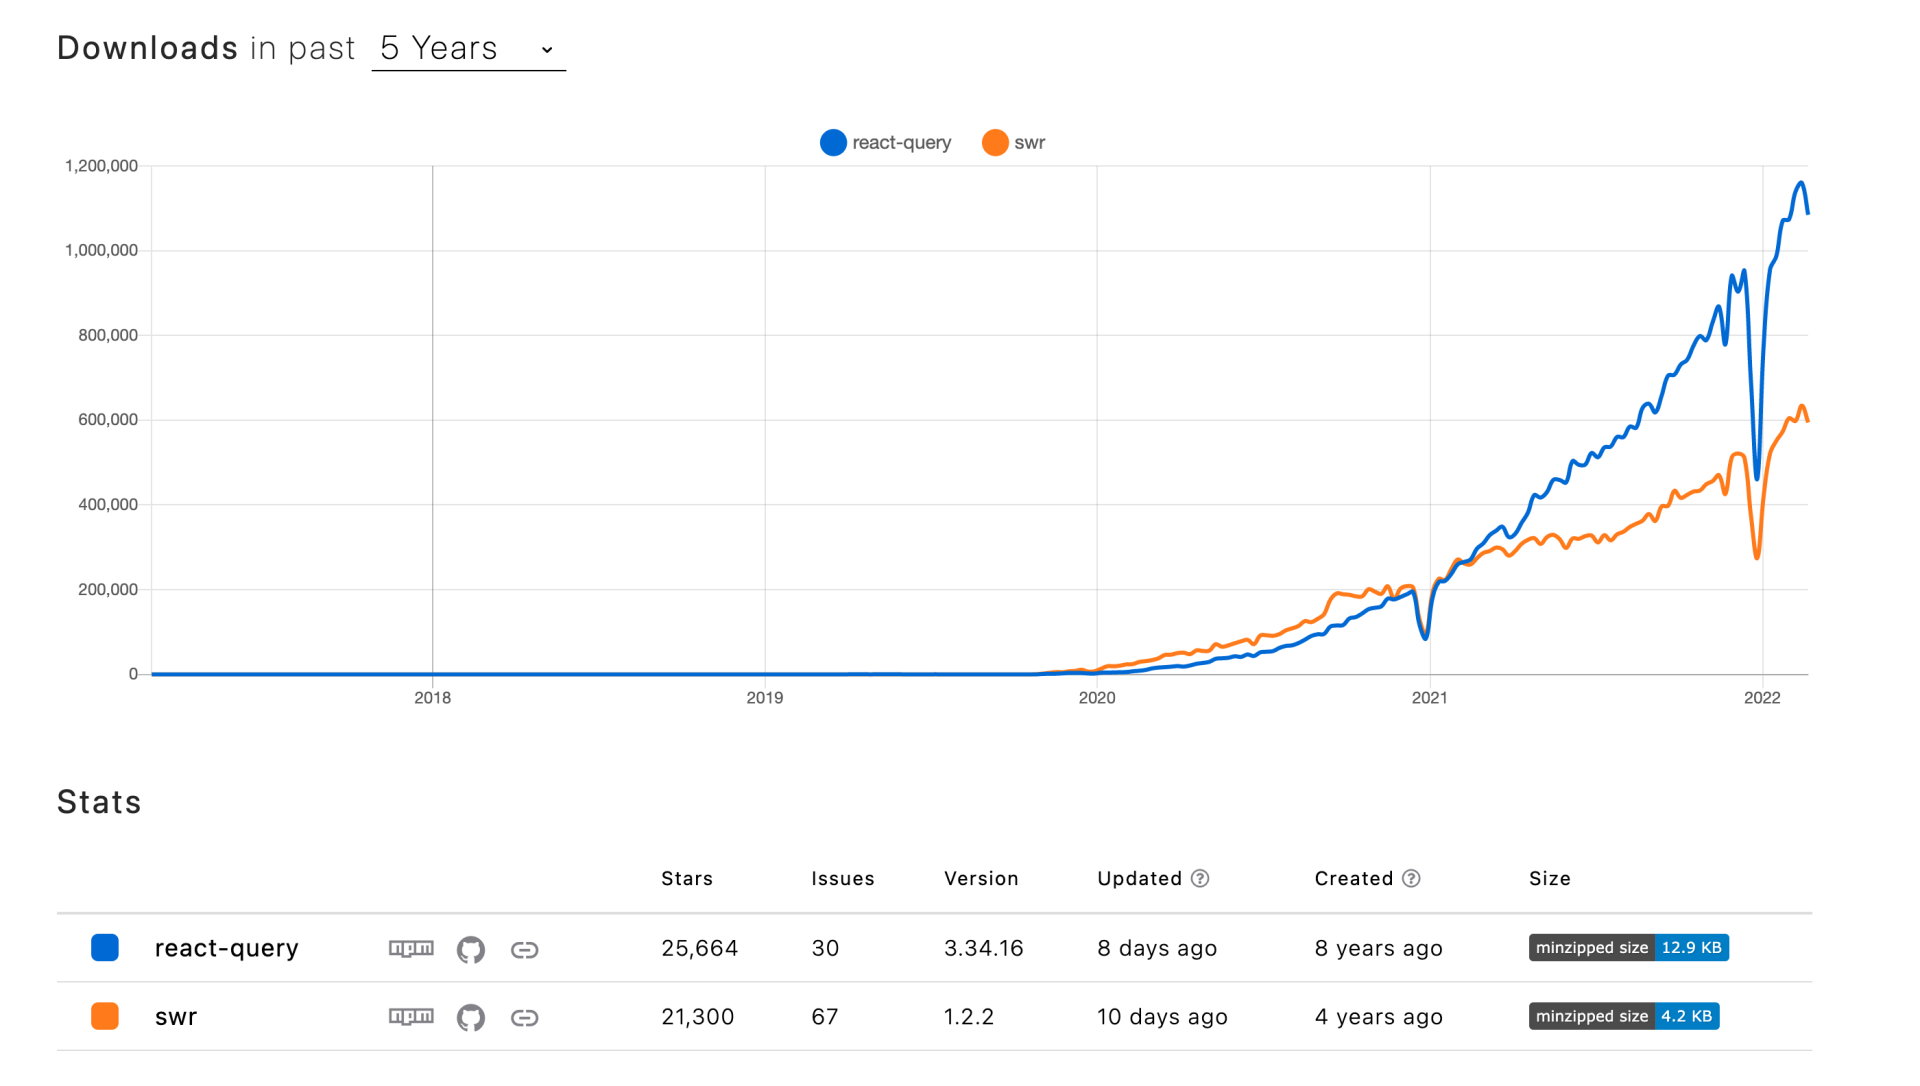 Downloads in past 5 Years
react-query swr
1,200,000
1,000,000
800,000
600,000
400,000
200,000
0
2018 2019 2020 2021 2022
Stats
Stars Issues Version Updated ? Created ? Size
react-query npm 25,664 30 3.34.16 8 days ago 8 years ago minzipped size 12.9 KB
swr npm 21,300 67 1.2.2 10 days ago 4 years ago minzipped size 4.2 KB